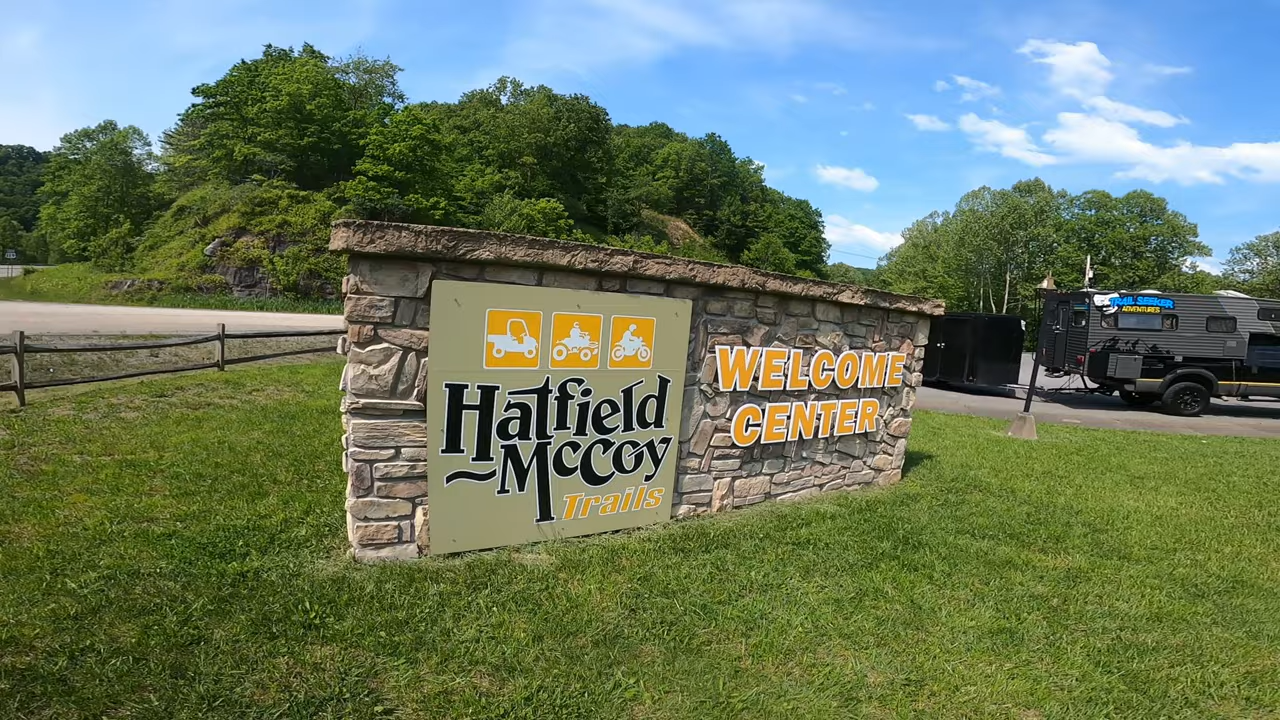 Hatfield
McCoy
Trails
WELCOME
CENTER
TRAIL SEEKER
ADVENTURES